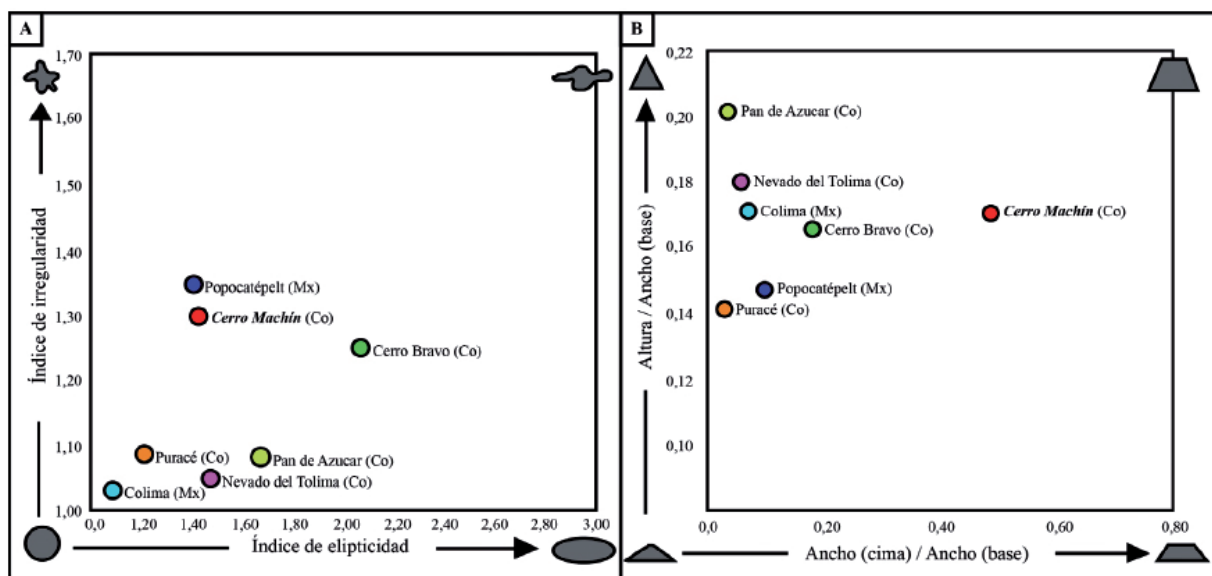 A
1,70
1,60
1,50
1,40
1,30
1,20
1,10
1,00
Índice de irregularidad
Popocatépelt (Mx)
Cerro Machín (Co)
Cerro Bravo (Co)
Puracé (Co)
Pan de Azucar (Co)
Nevado del Tolima (Co)
Colima (Mx)
0,0 1,20 1,40 1,60 1,80 2,00 2,20 2,40 2,60 2,80 3,00
Índice de elipticidad
B
0,22
0,20
0,18
0,16
0,14
0,12
0,10
Altura / Ancho (base)
Pan de Azucar (Co)
Nevado del Tolima (Co)
Colima (Mx)
Cerro Machín (Co)
Cerro Bravo (Co)
Popocatépelt (Mx)
Puracé (Co)
0,0 0,20 0,40 0,60 0,80
Ancho (cima) / Ancho (base)